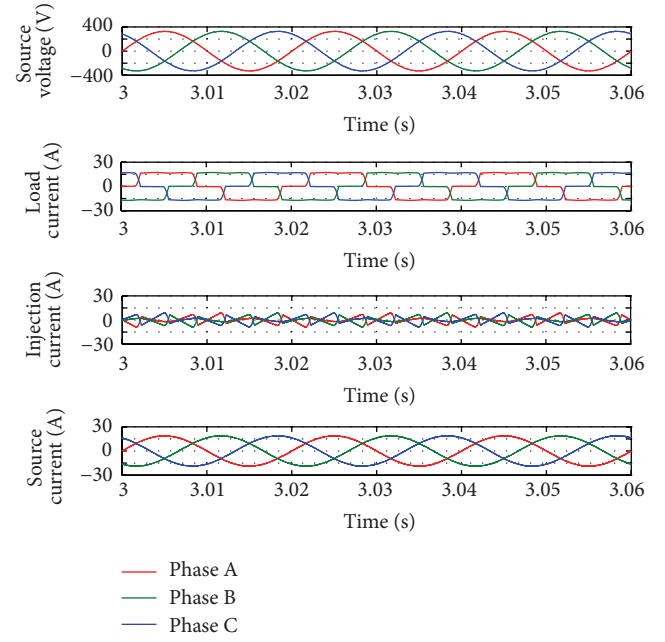 Source
voltage (V)
400
0
−400
3 3.01 3.02 3.03 3.04 3.05 3.06
Time (s)
Load
current (A)
30
0
−30
3 3.01 3.02 3.03 3.04 3.05 3.06
Time (s)
Injection
current (A)
30
0
−30
3 3.01 3.02 3.03 3.04 3.05 3.06
Time (s)
Source
current (A)
30
0
−30
3 3.01 3.02 3.03 3.04 3.05 3.06
Time (s)
Phase A
Phase B
Phase C